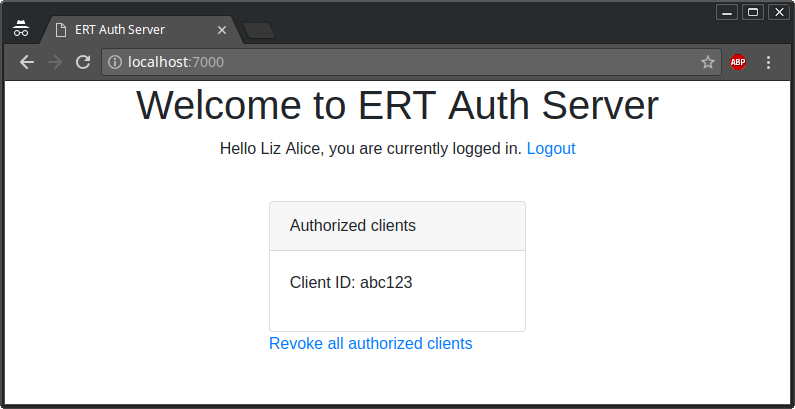 ERT Auth Server
localhost:7000
ABP
Welcome to ERT Auth Server
Hello Liz Alice, you are currently logged in. Logout
Authorized clients
Client ID: abc123
Revoke all authorized clients